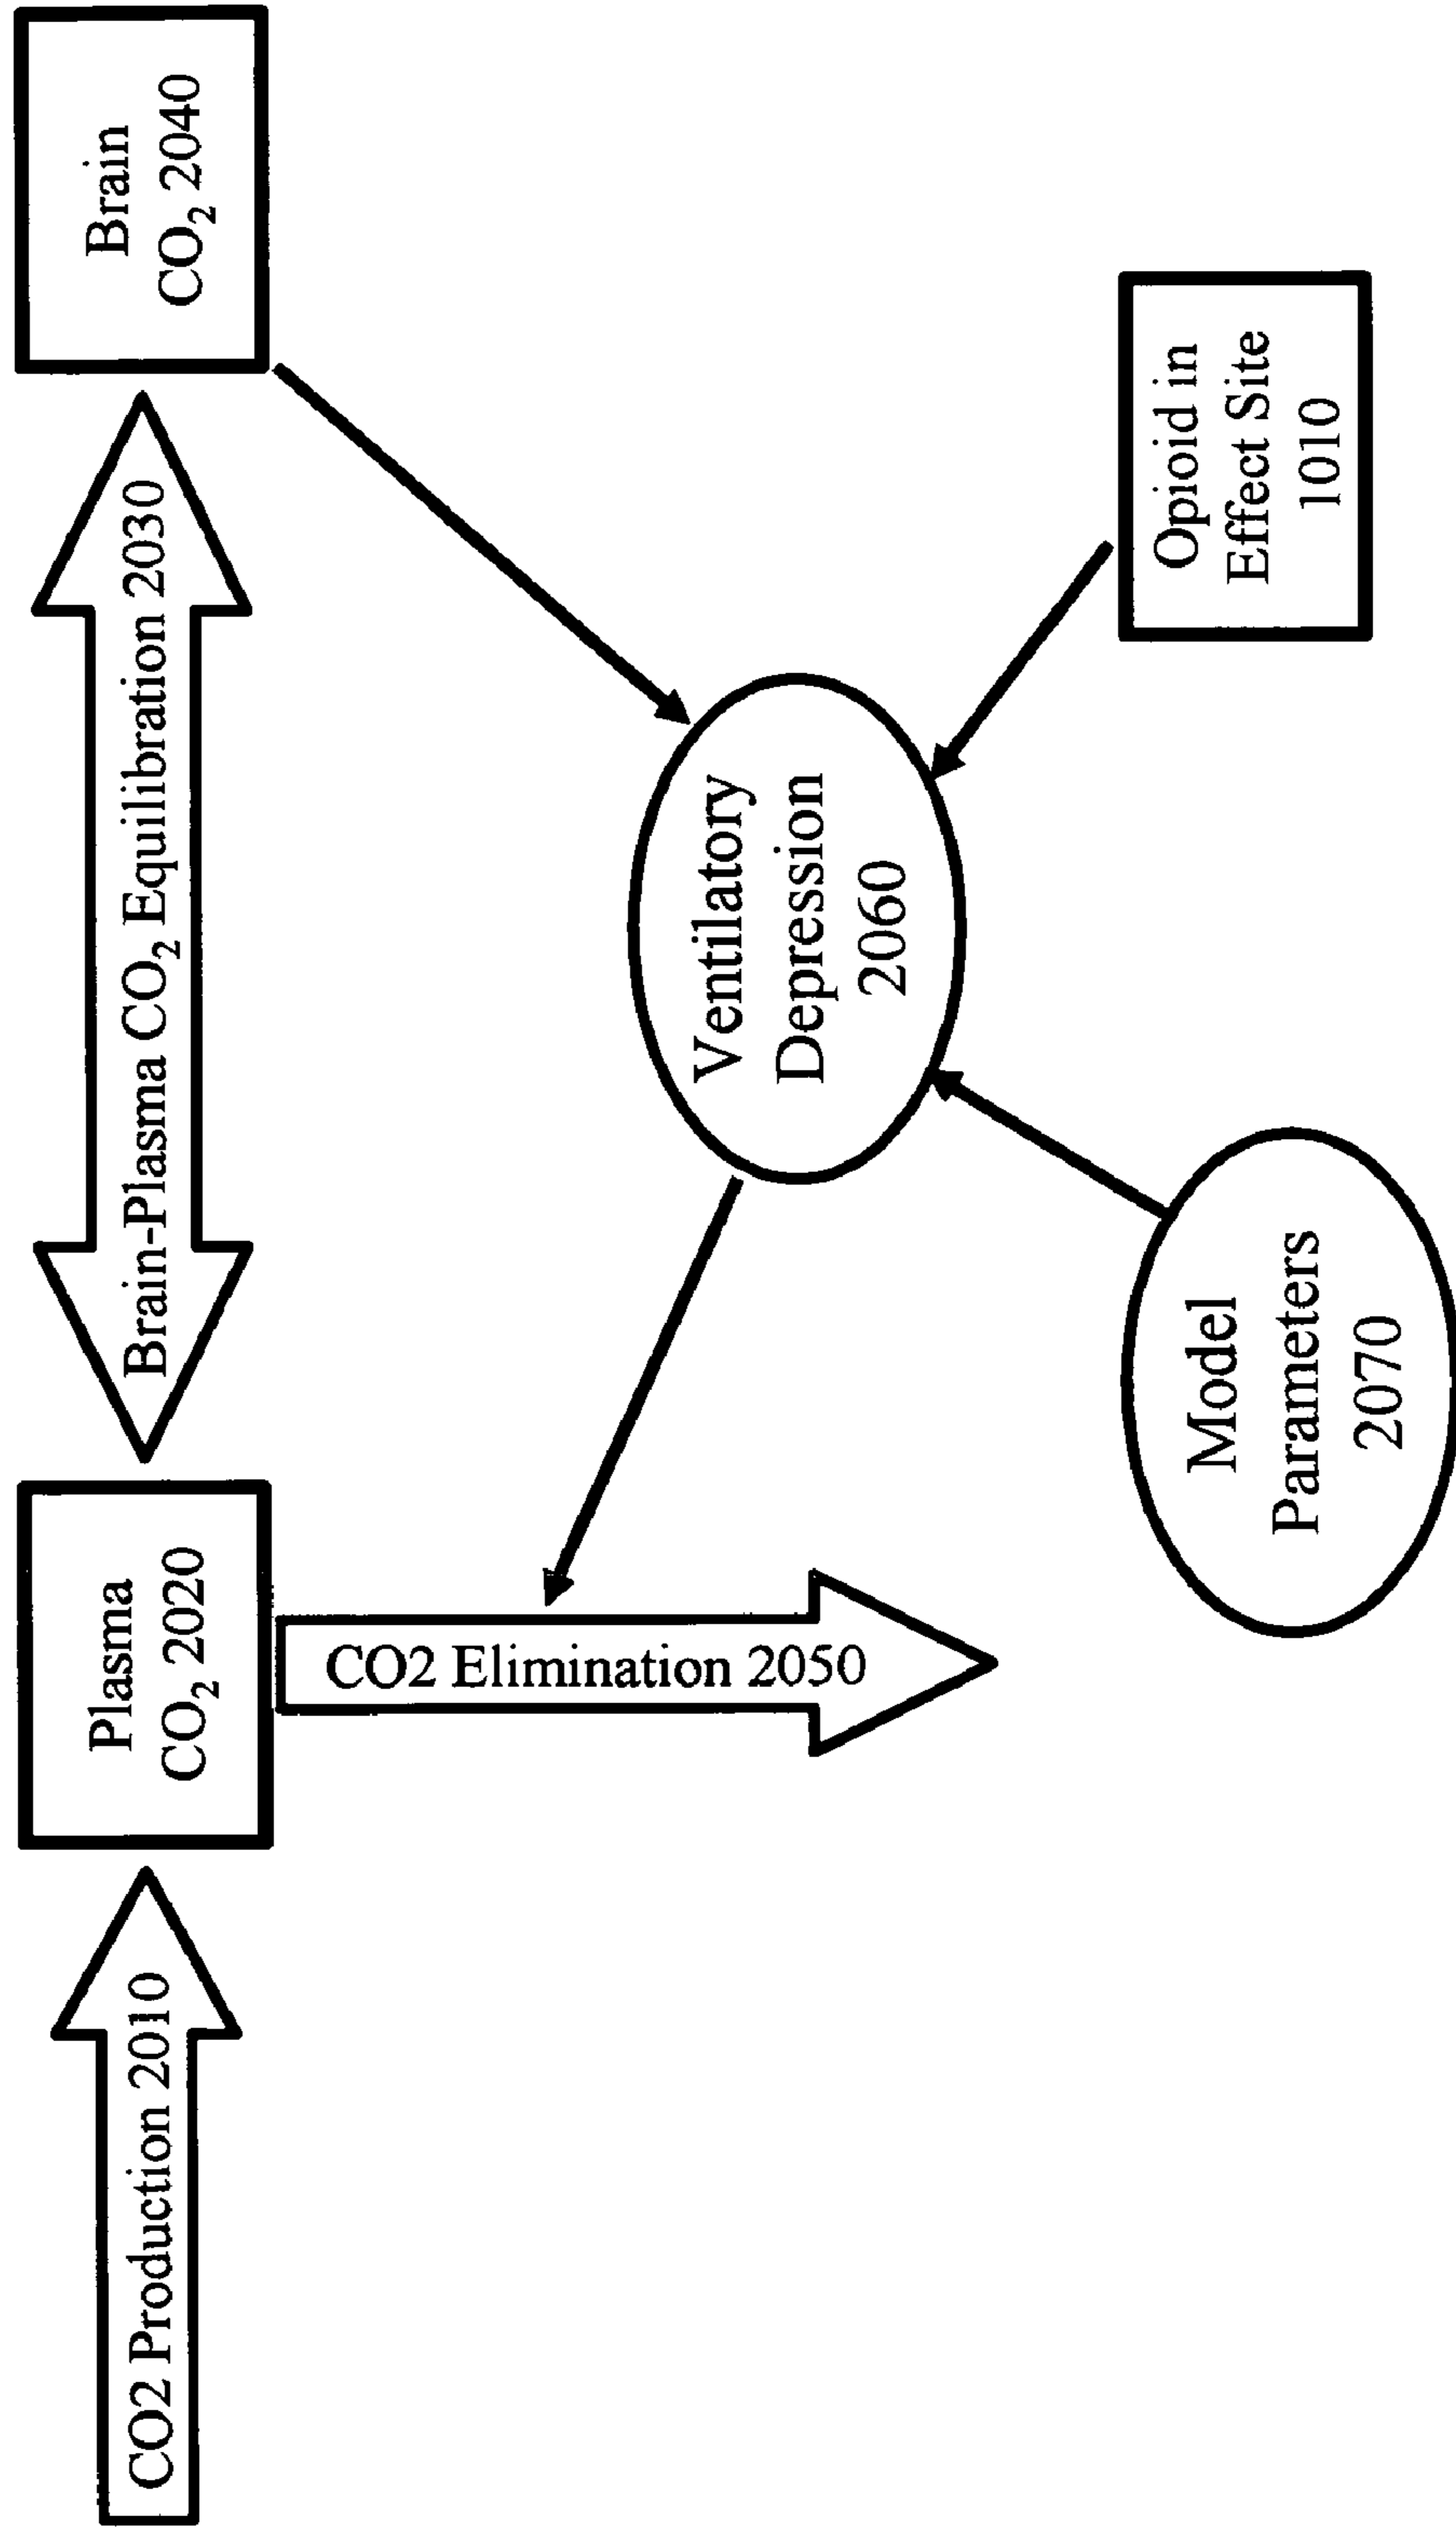 CO2 Production 2010
Plasma
CO₂ 2020
Brain-Plasma CO₂ Equilibration 2030
Brain
CO₂ 2040
CO2 Elimination 2050
Ventilatory
Depression
2060
Model
Parameters
2070
Opioid in
Effect Site
1010